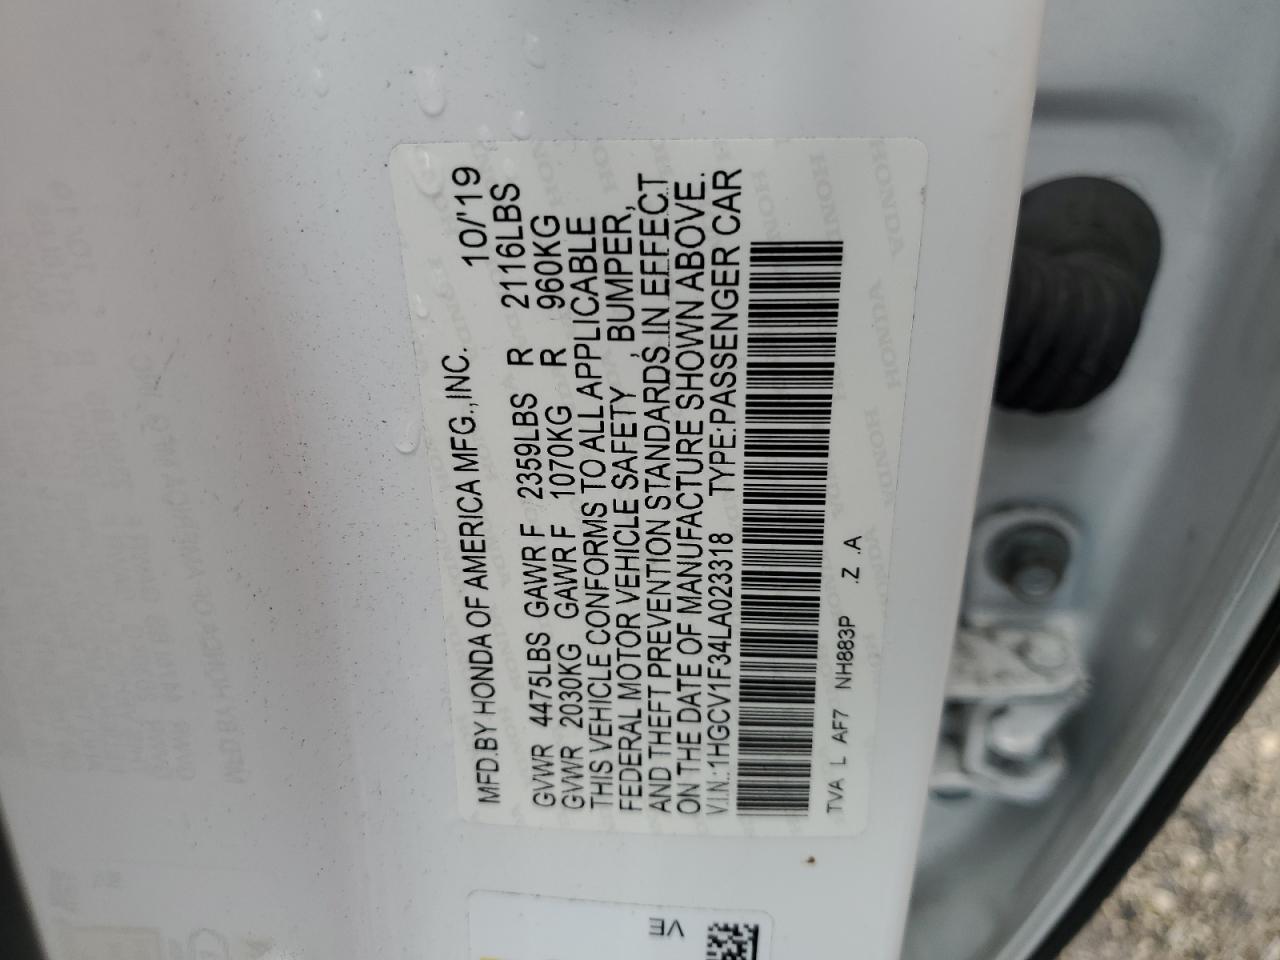 MFD.BY HONDA OF AMERICA MFG.,INC. 10/'19
GVWR 4475LBS GAWR F 2359LBS R 2116LBS
GVWR 2030KG GAWR F 1070KG R 960KG
THIS VEHICLE CONFORMS TO ALL APPLICABLE
FEDERAL MOTOR VEHICLE SAFETY , BUMPER,
AND THEFT PREVENTION STANDARDS IN EFFECT
ON THE DATE OF MANUFACTURE SHOWN ABOVE.
V.I.N.:1HGCV1F34LA023318 TYPE:PASSENGER CAR
TVA L AF7 NH883P .Z .A
VE